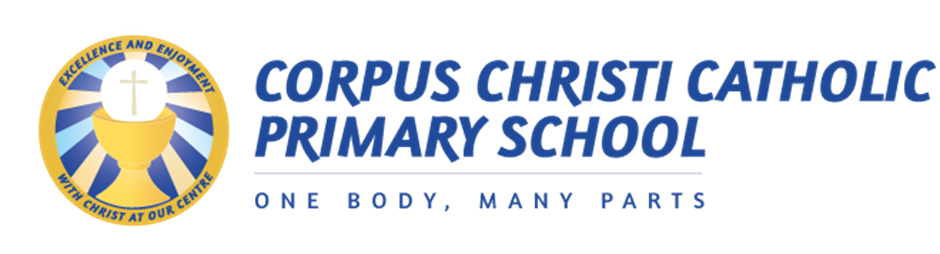 EXCELLENCE AND ENJOYMENT
WITH CHRIST AT OUR CENTRE
CORPUS CHRISTI CATHOLIC
PRIMARY SCHOOL
ONE BODY, MANY PARTS